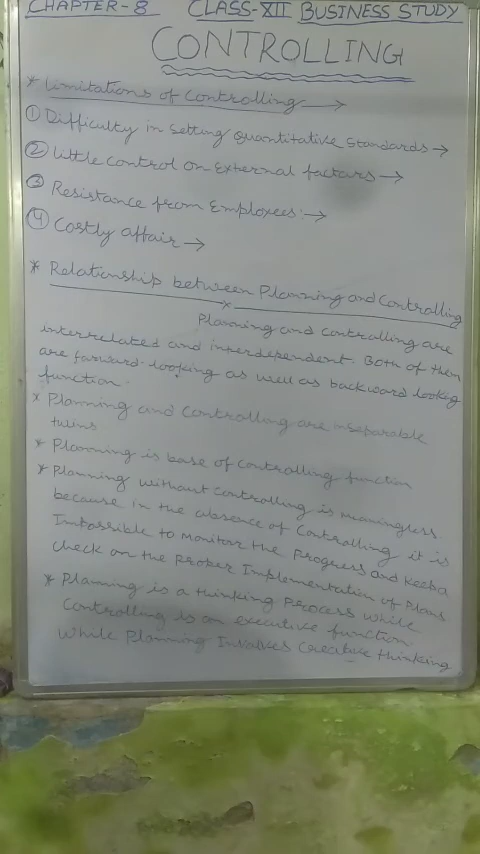 CHAPTER-8 CLASS-XII BUSINESS STUDY
CONTROLLING
* Limitations of Controlling →
① Difficulty in Setting Quantitative Standards →
② Little control on External factors →
③ Resistance from Employees: →
④ Costly affair →
* Relationship between Planning and Controlling
Planning and controlling are
interrelated and interdependent. Both of them
are forward-looking as well as backward looking
function.
* Planning and Controlling are inseparable
twins
* Planning is base of controlling function
* Planning without controlling is meaningless
because in the absence of controlling it is
Impossible to monitor the Progress and Keep a
check on the Proper Implementation of Plans
* Planning is a thinking Process while
Controlling is an executive function
While Planning Involves Creative thinking